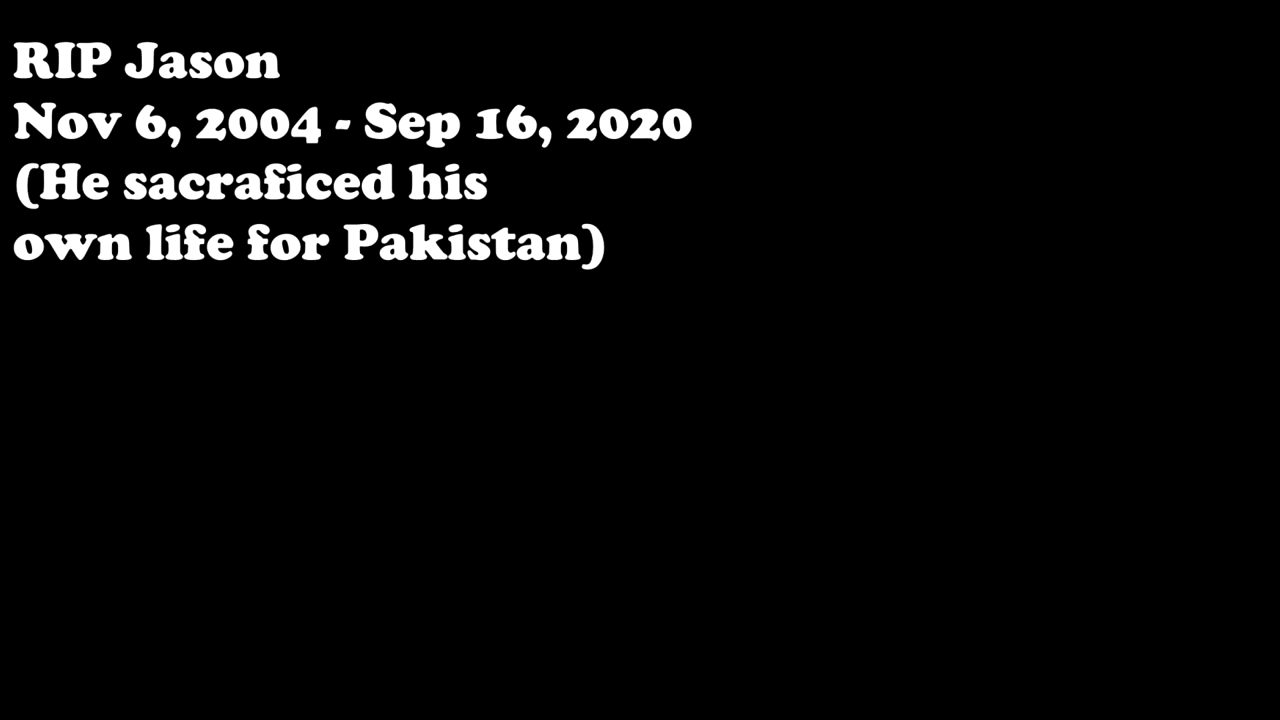 RIP Jason
Nov 6, 2004 - Sep 16, 2020
(He sacraficed his
own life for Pakistan)